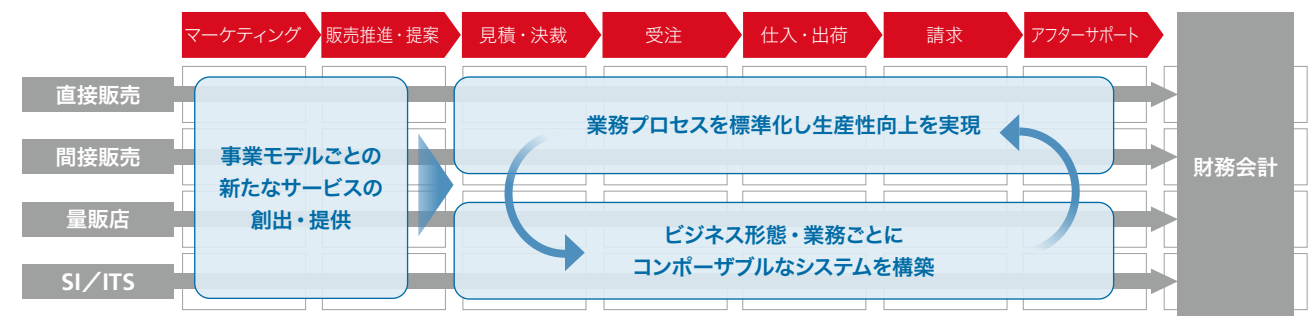 マーケティング
販売推進・提案
見積・決裁
受注
仕入・出荷
請求
アフターサポート
直接販売
間接販売
量販店
SI／ITS
事業モデルごとの
新たなサービスの
創出・提供
業務プロセスを標準化し生産性向上を実現
ビジネス形態・業務ごとに
コンポーザブルなシステムを構築
財務会計